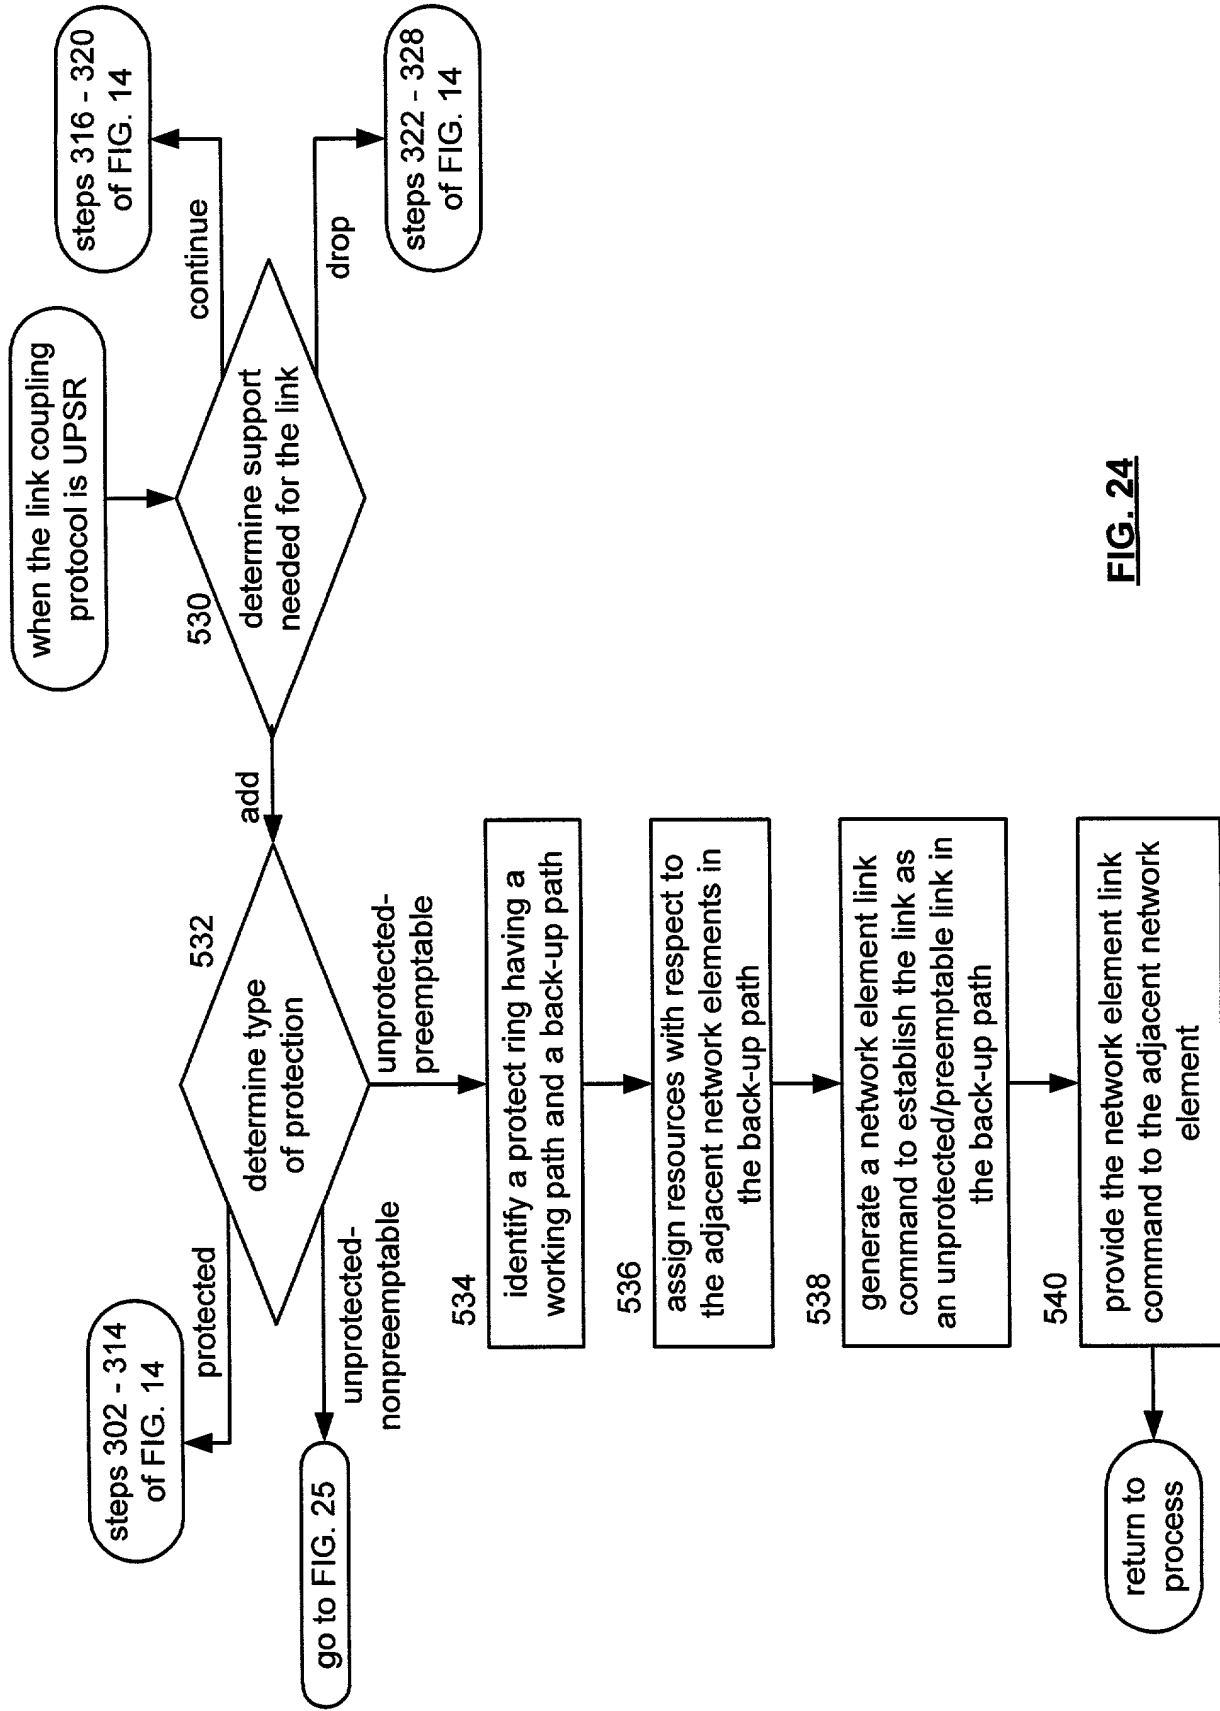 when the link coupling
protocol is UPSR
530
determine support
needed for the link
continue
steps 316 - 320
of FIG. 14
drop
steps 322 - 328
of FIG. 14
add
532
determine type
of protection
protected
steps 302 - 314
of FIG. 14
unprotected-
nonpreemptable
go to FIG. 25
unprotected-
preemptable
534
identify a protect ring having a
working path and a back-up path
536
assign resources with respect to
the adjacent network elements in
the back-up path
538
generate a network element link
command to establish the link as
an unprotected/preemptable link in
the back-up path
540
provide the network element link
command to the adjacent network
element
return to
process
FIG. 24